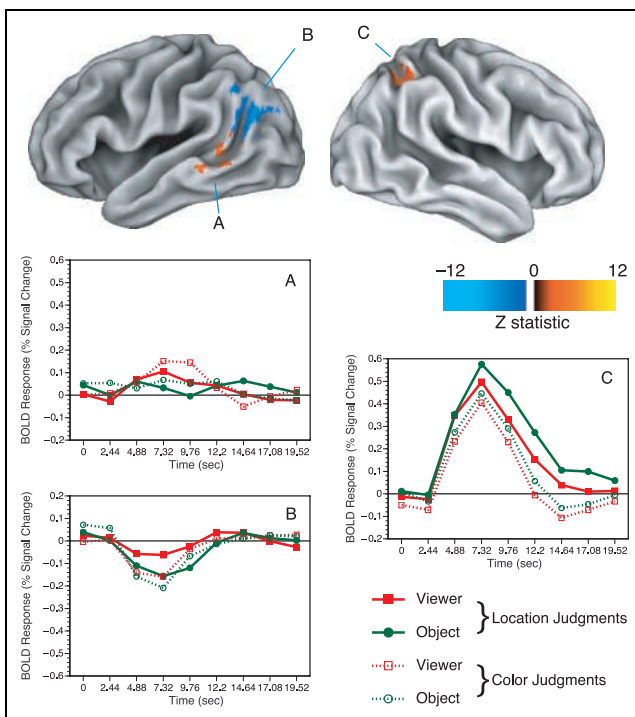 B
C
A
−12 0 12
Z statistic
A
BOLD Response (% Signal Change)
0.6
0.5
0.4
0.3
0.2
0.1
0
−0.1
−0.2
0 2.44 4.88 7.32 9.76 12.2 14.64 17.08 19.52
Time (sec)
B
BOLD Response (% Signal Change)
0.2
0.1
0
−0.1
−0.2
−0.3
−0.4
−0.5
−0.6
0 2.44 4.88 7.32 9.76 12.2 14.64 17.08 19.52
Time (sec)
C
BOLD Response (% Signal Change)
0.6
0.5
0.4
0.3
0.2
0.1
0
−0.1
−0.2
0 2.44 4.88 7.32 9.76 12.2 14.64 17.08 19.52
Time (sec)
Viewer
Object
Location Judgments
Viewer
Object
Color Judgments